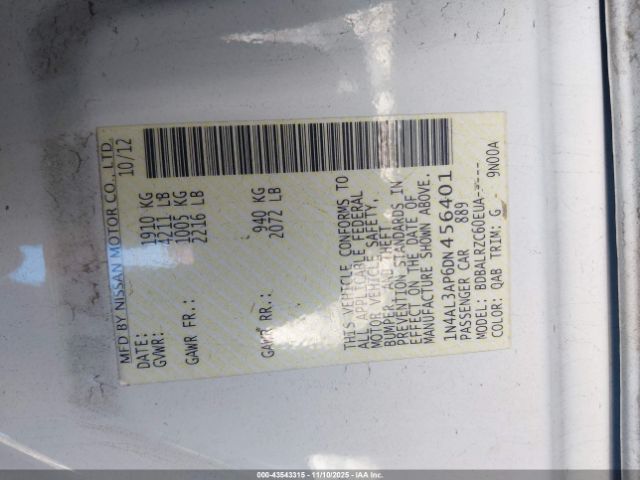 MFD BY NISSAN MOTOR CO., LTD.
DATE: 10/12
GVWR: 1910 KG
4211 LB
GAWR FR.: 1005 KG
2216 LB
GAWR RR.: 940 KG
2072 LB
THIS VEHICLE CONFORMS TO
ALL APPLICABLE FEDERAL
MOTOR VEHICLE SAFETY,
BUMPER AND THEFT
PREVENTION STANDARDS IN
EFFECT ON THE DATE OF
MANUFACTURE SHOWN ABOVE.
1N4AL3AP6DN456401
PASSENGER CAR 889
MODEL: BDBALRZC60EUA-----
COLOR: QAB TRIM: G 9N00A
000-43543315 - 11/10/2025 - IAA Corp.